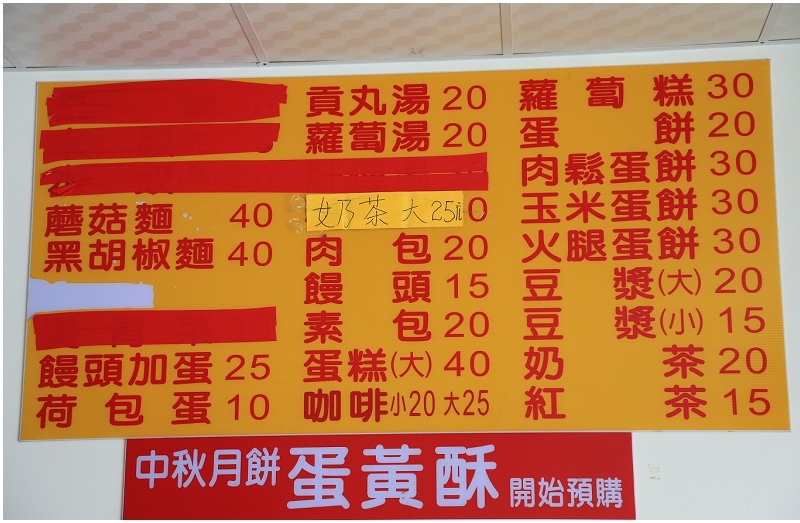 蘑菇麵 40
黑胡椒麵 40
饅頭加蛋 25
荷包蛋 10
貢丸湯 20
蘿蔔湯 20
奶茶 大 25元
肉包 20
饅頭 15
素包 20
蛋糕(大) 40
咖啡 小20 大25
蘿蔔糕 30
蛋餅 20
肉鬆蛋餅 30
玉米蛋餅 30
火腿蛋餅 30
豆漿(大) 20
豆漿(小) 15
奶茶 20
紅茶 15
中秋月餅 蛋黃酥 開始預購